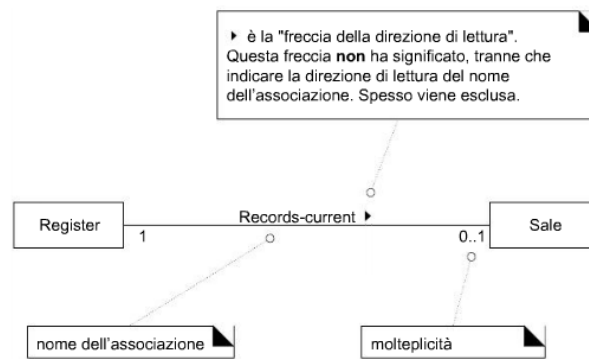 ▸ è la "freccia della direzione di lettura".
Questa freccia non ha significato, tranne che
indicare la direzione di lettura del nome
dell'associazione. Spesso viene esclusa.
Records-current ▸
Register
1
0..1
Sale
nome dell'associazione
molteplicità